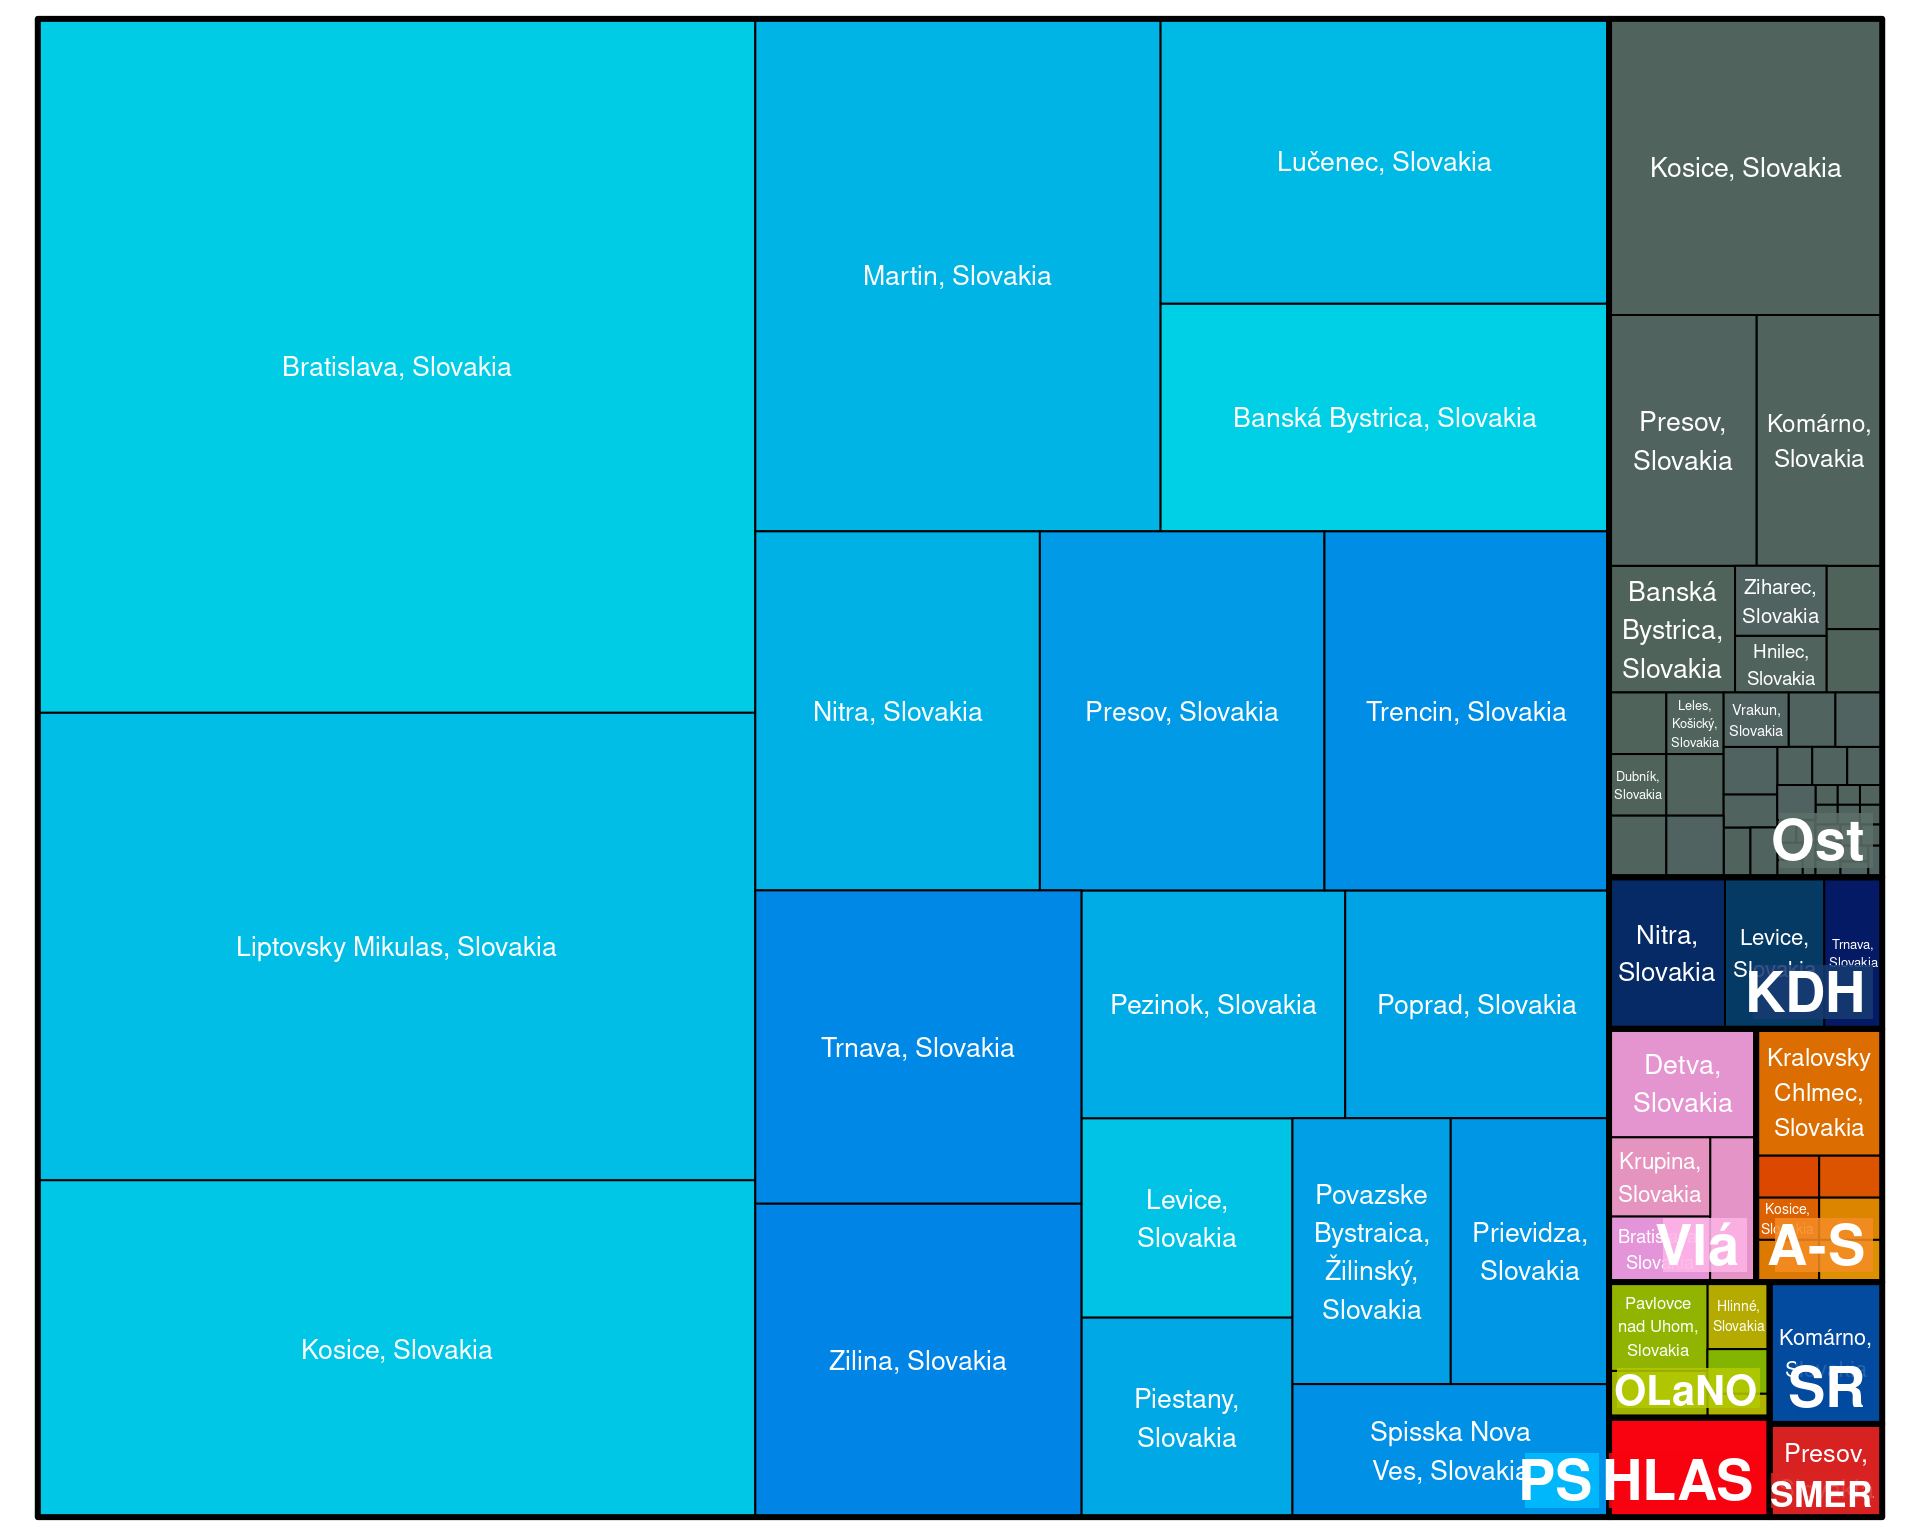 Bratislava, Slovakia
Liptovsky Mikulas, Slovakia
Kosice, Slovakia
Martin, Slovakia
Lučenec, Slovakia
Banská Bystrica, Slovakia
Nitra, Slovakia
Presov, Slovakia
Trencin, Slovakia
Trnava, Slovakia
Zilina, Slovakia
Pezinok, Slovakia
Poprad, Slovakia
Levice,
Slovakia
Piestany,
Slovakia
Povazske
Bystraica,
Žilinský,
Slovakia
Prievidza,
Slovakia
Spisska Nova
Ves, Slovakia
PS
Kosice, Slovakia
Presov,
Slovakia
Komárno,
Slovakia
Banská
Bystrica,
Slovakia
Ziharec,
Slovakia
Hnilec,
Slovakia
Leles,
Košický,
Slovakia
Vrakun,
Slovakia
Dubník,
Slovakia
Ost
Nitra,
Slovakia
Levice,
Slovakia
Trnava,
Slovakia
KDH
Detva,
Slovakia
Krupina,
Slovakia
Vlá
Kralovsky
Chlmec,
Slovakia
Kosice,
Slovakia
A-S
Pavlovce
nad Uhom,
Slovakia
Hlinné,
Slovakia
OLaNO
Komárno,
Slovakia
SR
HLAS
Presov,
SMER